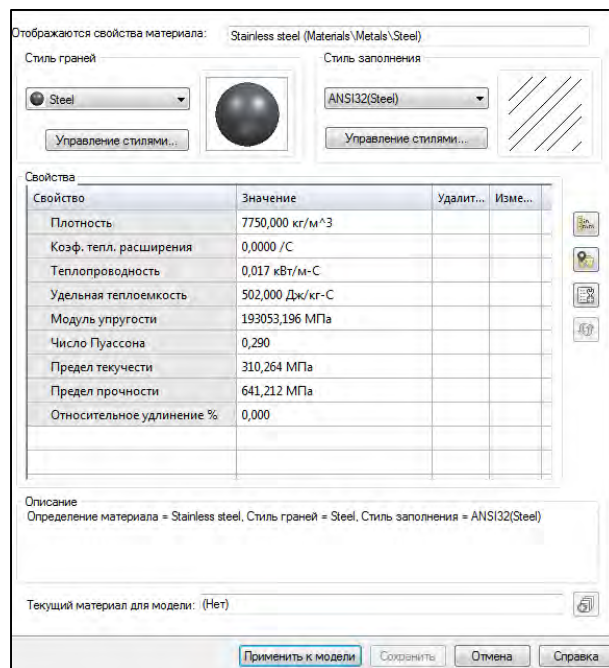 Отображаются свойства материала: Stainless steel (Materials\Metals\Steel)
Стиль граней
Стиль заполнения
Steel
ANSI32(Steel)
Управление стилями...
Управление стилями...
Свойства
Свойство Значение Удалит... Изме...
Плотность 7750,000 кг/м^3
Коэф. тепл. расширения 0,0000 /С
Теплопроводность 0,017 кВт/м-С
Удельная теплоемкость 502,000 Дж/кг-С
Модуль упругости 193053,196 МПа
Число Пуассона 0,290
Предел текучести 310,264 МПа
Предел прочности 641,212 МПа
Относительное удлинение % 0,000
Описание
Определение материала = Stainless steel, Стиль граней = Steel, Стиль заполнения = ANSI32(Steel)
Текущий материал для модели: (Нет)
Применить к модели Сохранить Отмена Справка